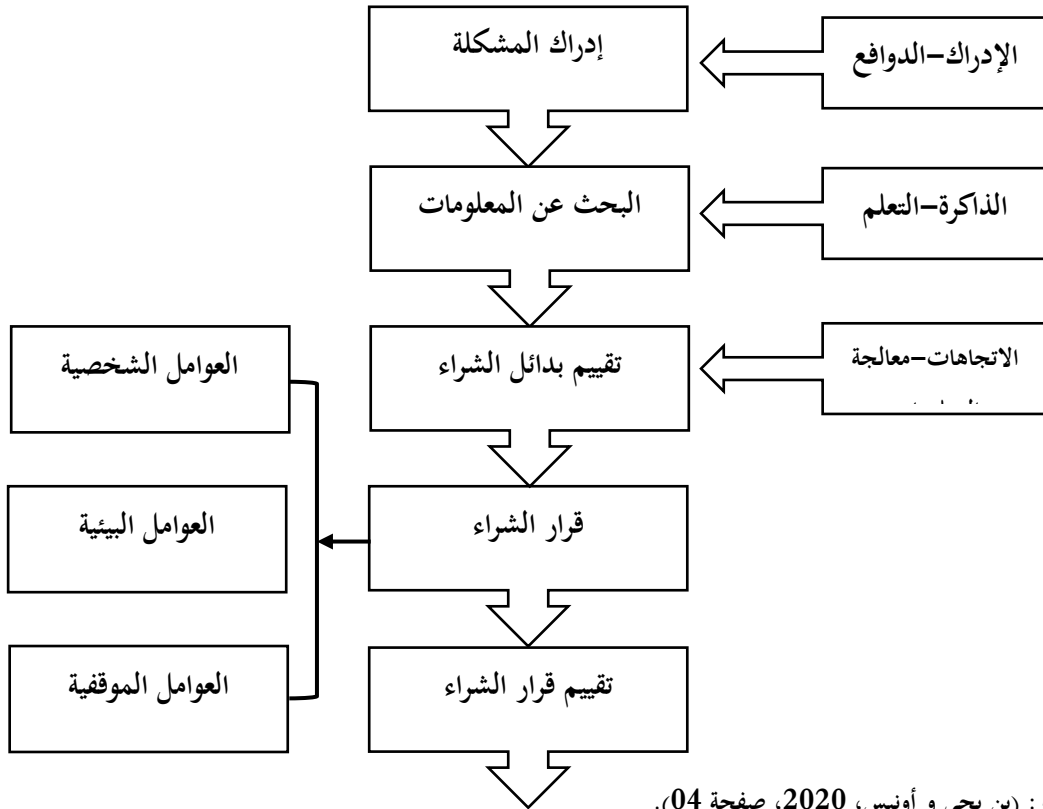 إدراك المشكلة
الإدراك–الدوافع
البحث عن المعلومات
الذاكرة–التعلم
تقييم بدائل الشراء
الاتجاهات–معالجة
العوامل الشخصية
قرار الشراء
العوامل البيئية
تقييم قرار الشراء
العوامل الموقفية
: (بن يحي و أونيس، 2020، صفحة 04).